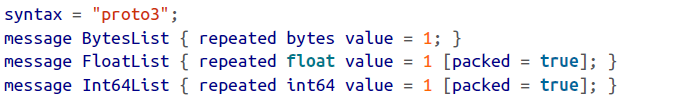 syntax = "proto3";
message BytesList { repeated bytes value = 1; }
message FloatList { repeated float value = 1 [packed = true]; }
message Int64List { repeated int64 value = 1 [packed = true]; }